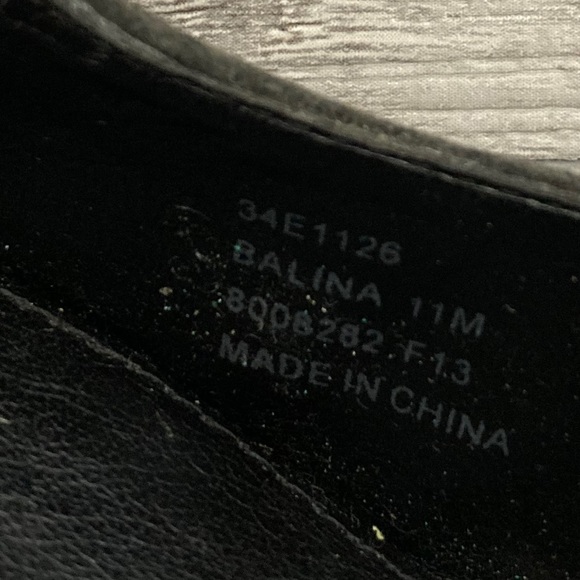 34E1126
BALINA 11M
8006282 F13
MADE IN CHINA